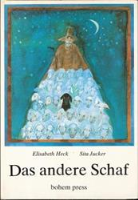 Elisabeth Heck Sita Jucker
Das andere Schaf
bohem press